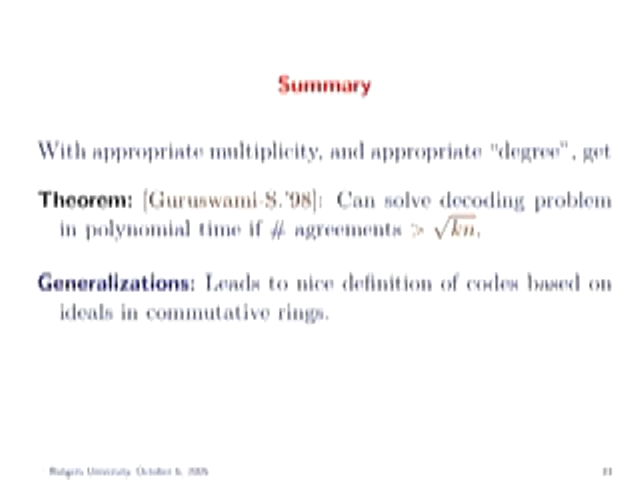 Summary
With appropriate multiplicity, and appropriate "degree", get
Theorem: [Guruswami-S.'98]: Can solve decoding problem
in polynomial time if # agreements > √kn.
Generalizations: Leads to nice definition of codes based on
ideals in commutative rings.
Rutgers University, October 6,